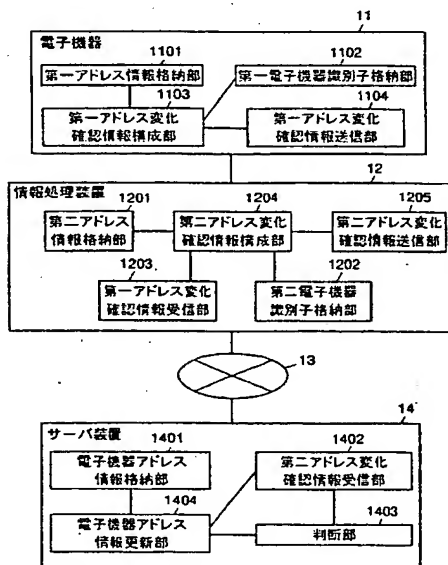 11
電子機器
1101
1102
第一アドレス情報格納部
第一電子機器識別子格納部
1103
1104
第一アドレス変化
確認情報構成部
第一アドレス変化
確認情報送信部
12
情報処理装置
1201
1204
1205
第二アドレス
情報格納部
第二アドレス変化
確認情報構成部
第二アドレス変化
確認情報送信部
1203
1202
第一アドレス変化
確認情報受信部
第二電子機器
識別子格納部
13
14
サーバ装置
1401
1402
電子機器アドレス
情報格納部
第二アドレス変化
確認情報受信部
1404
1403
電子機器アドレス
情報更新部
判断部